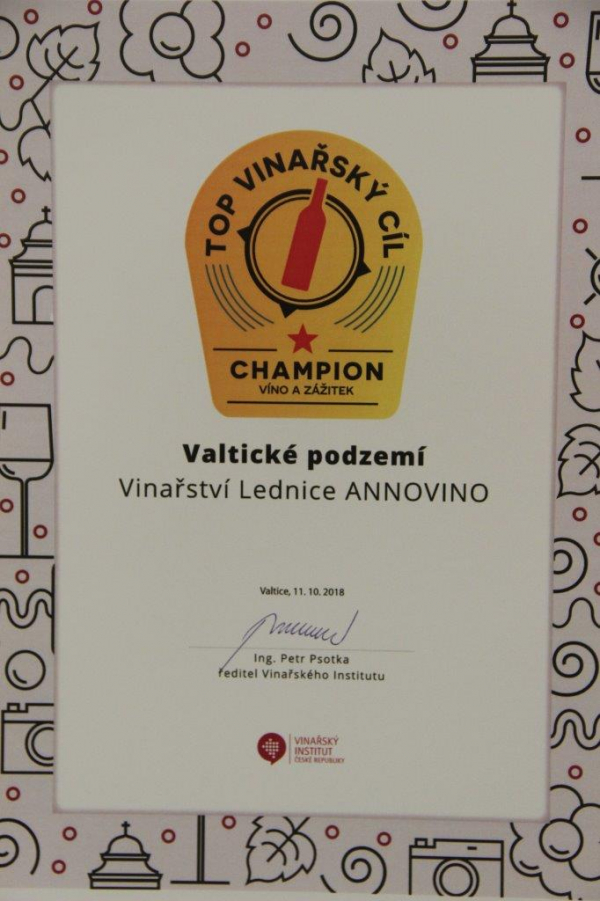 TOP VINAŘSKÝ CÍL
CHAMPION
VÍNO A ZÁŽITEK
Valtické podzemí
Vinařství Lednice ANNOVINO
Valtice, 11. 10. 2018
Ing. Petr Psotka
ředitel Vinařského Institutu
VINAŘSKÝ
INSTITUT
ČESKÉ REPUBLIKY